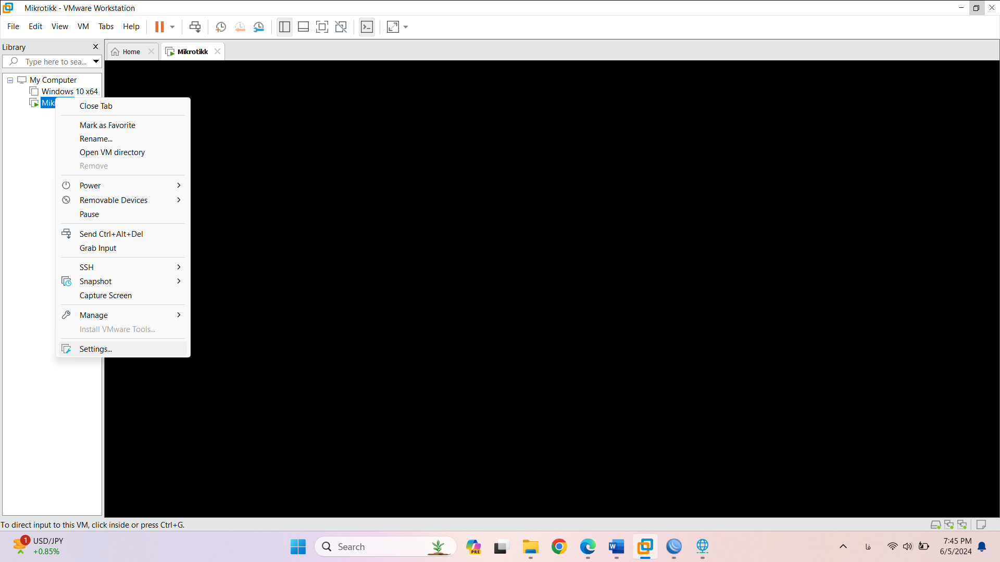 Mikrotikk - VMware Workstation
File Edit View VM Tabs Help
Library
Home
Mikrotikk
Type here to sea...
My Computer
Windows 10 x64
Mik
Close Tab
Mark as Favorite
Rename...
Open VM directory
Remove
Power
Removable Devices
Pause
Send Ctrl+Alt+Del
Grab Input
SSH
Snapshot
Capture Screen
Manage
Install VMware Tools...
Settings...
To direct input to this VM, click inside or press Ctrl+G.
1
USD/JPY
+0.85%
Search
PRE
W
فا
7:45 PM
6/5/2024